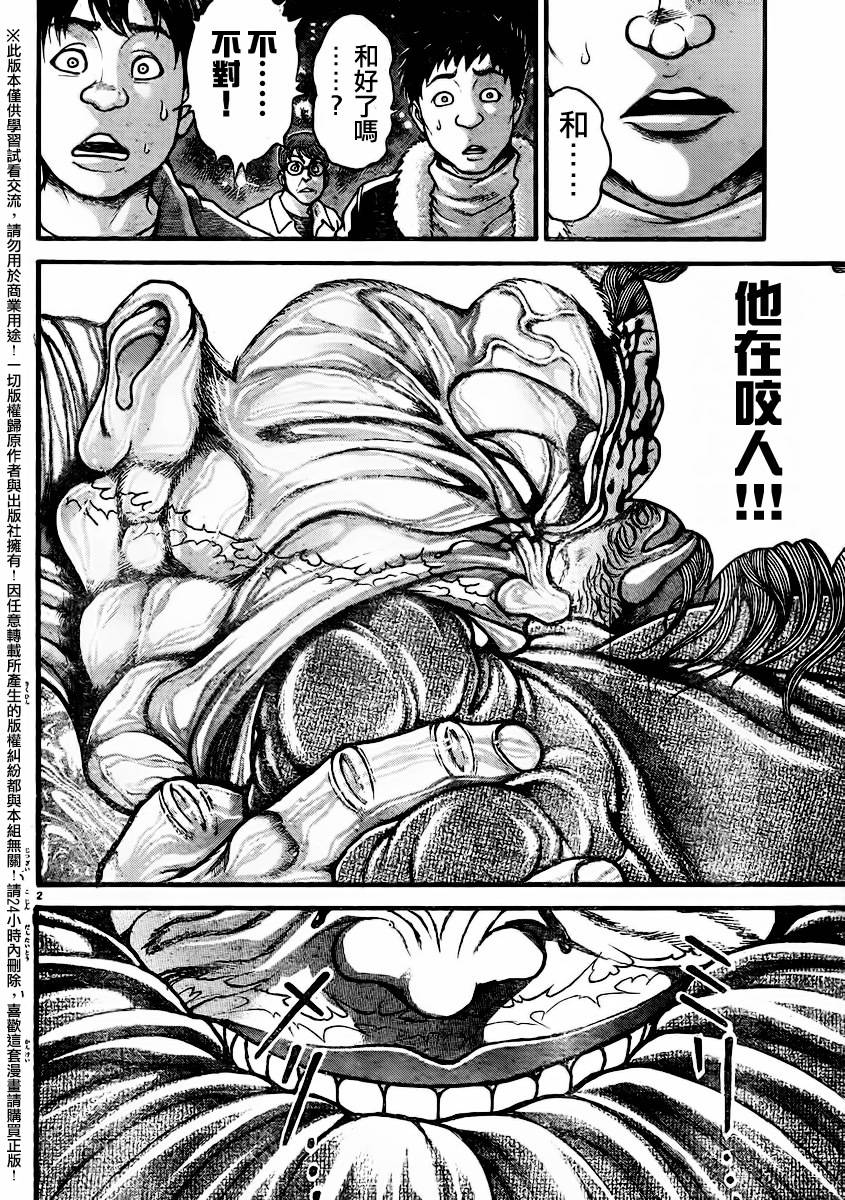 和……
和好了嗎
……?
不……
不對!
他在咬人!!!
2
※此版本僅供學習試看交流，請勿用於商業用途！一切版權歸原作者與出版社擁有！因任意轉載所產生的版權糾紛都與本組無關！請24小時內刪除，喜歡這套漫畫請購買正版！